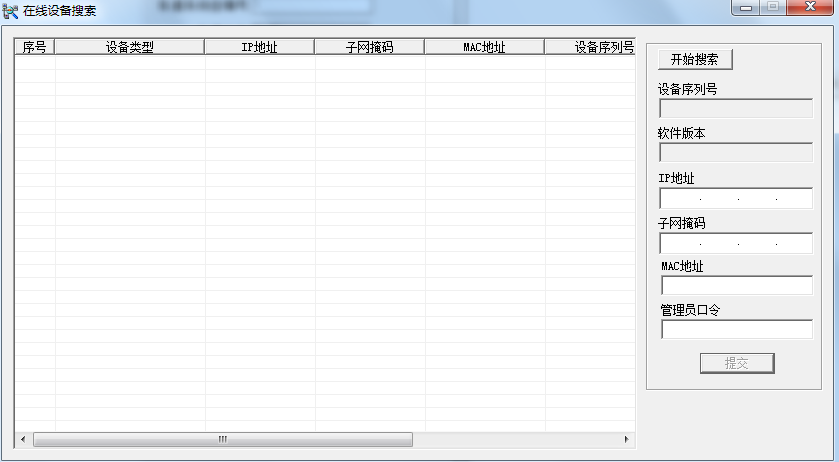 在线设备搜索
序号 设备类型 IP地址 子网掩码 MAC地址 设备序列号
开始搜索
设备序列号
软件版本
IP地址
. . .
子网掩码
. . .
MAC地址
管理员口令
提交